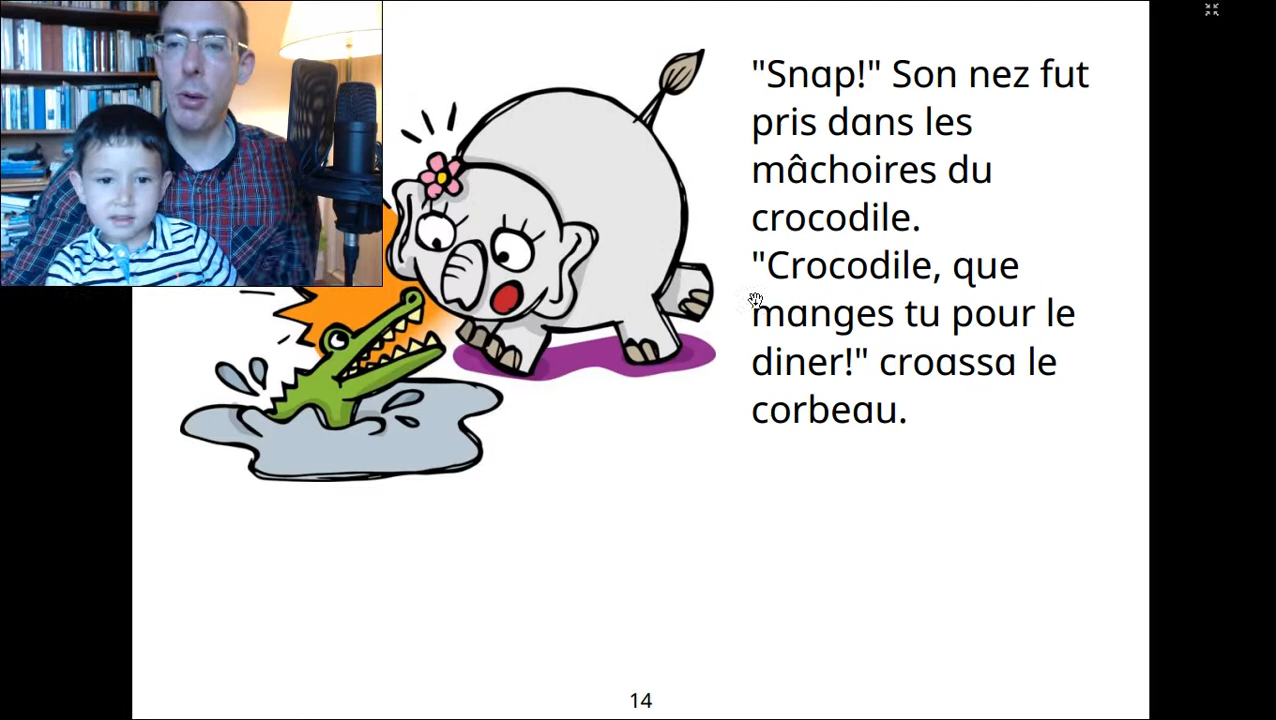 "Snap!" Son nez fut
pris dans les
mâchoires du
crocodile.
"Crocodile, que
manges tu pour le
diner!" croassa le
corbeau.
14